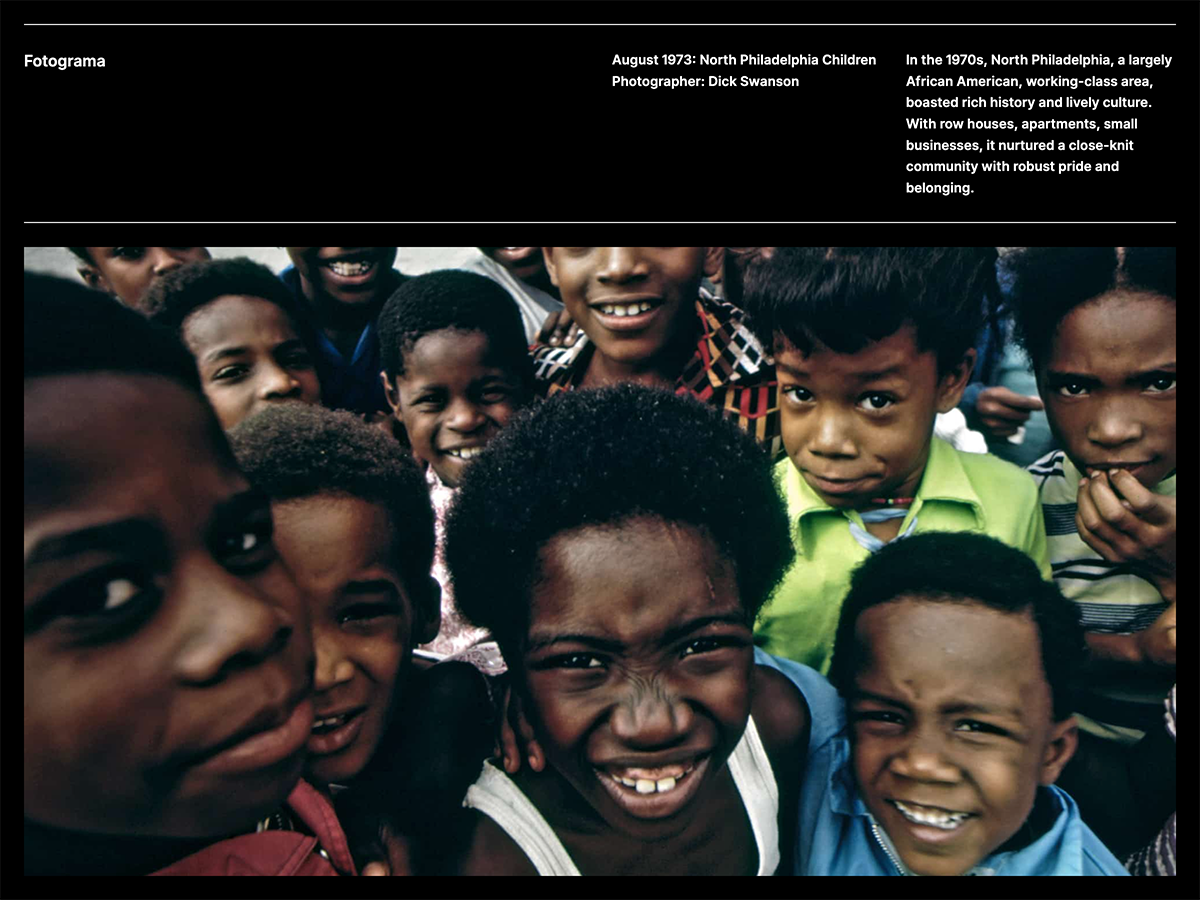 Fotograma
August 1973: North Philadelphia Children
Photographer: Dick Swanson
In the 1970s, North Philadelphia, a largely
African American, working-class area,
boasted rich history and lively culture.
With row houses, apartments, small
businesses, it nurtured a close-knit
community with robust pride and
belonging.